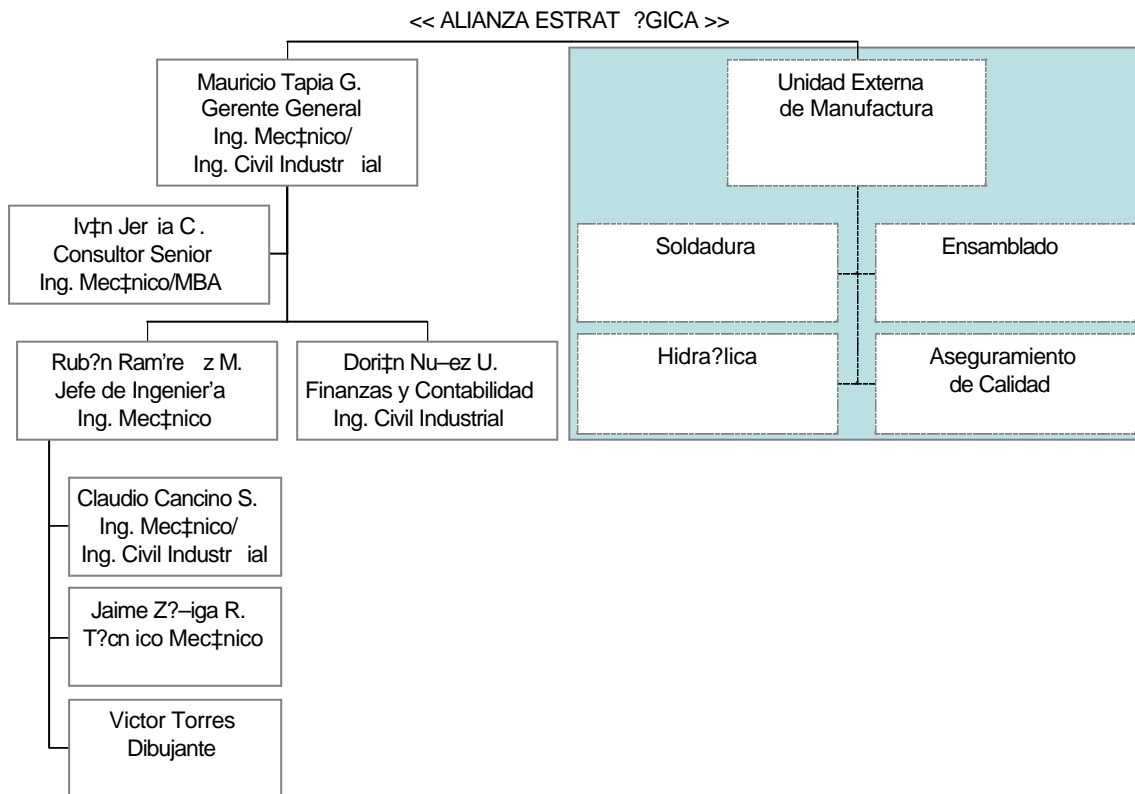 << ALIANZA ESTRAT ?GICA >>
Mauricio Tapia G.
Gerente General
Ing. Mec‡nico/
Ing. Civil Industr ial
Iv‡n Jer ia C .
Consultor Senior
Ing. Mec‡nico/MBA
Rub?n Ram're z M.
Jefe de Ingenier'a
Ing. Mec‡nico
Dori‡n Nu–ez U.
Finanzas y Contabilidad
Ing. Civil Industrial
Claudio Cancino S.
Ing. Mec‡nico/
Ing. Civil Industr ial
Jaime Z?–iga R.
T?cn ico Mec‡nico
Victor Torres
Dibujante
Unidad Externa
de Manufactura
Soldadura
Ensamblado
Hidra?lica
Aseguramiento
de Calidad